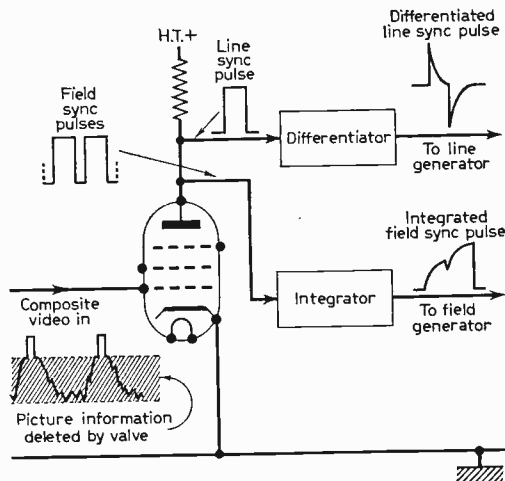 H.T.+
Line
sync
pulse
Differentiated
line sync pulse
Field
sync
pulses
Differentiator
To line
generator
Integrated
field sync pulse
Composite
video in
Integrator
To field
generator
Picture information
deleted by valve